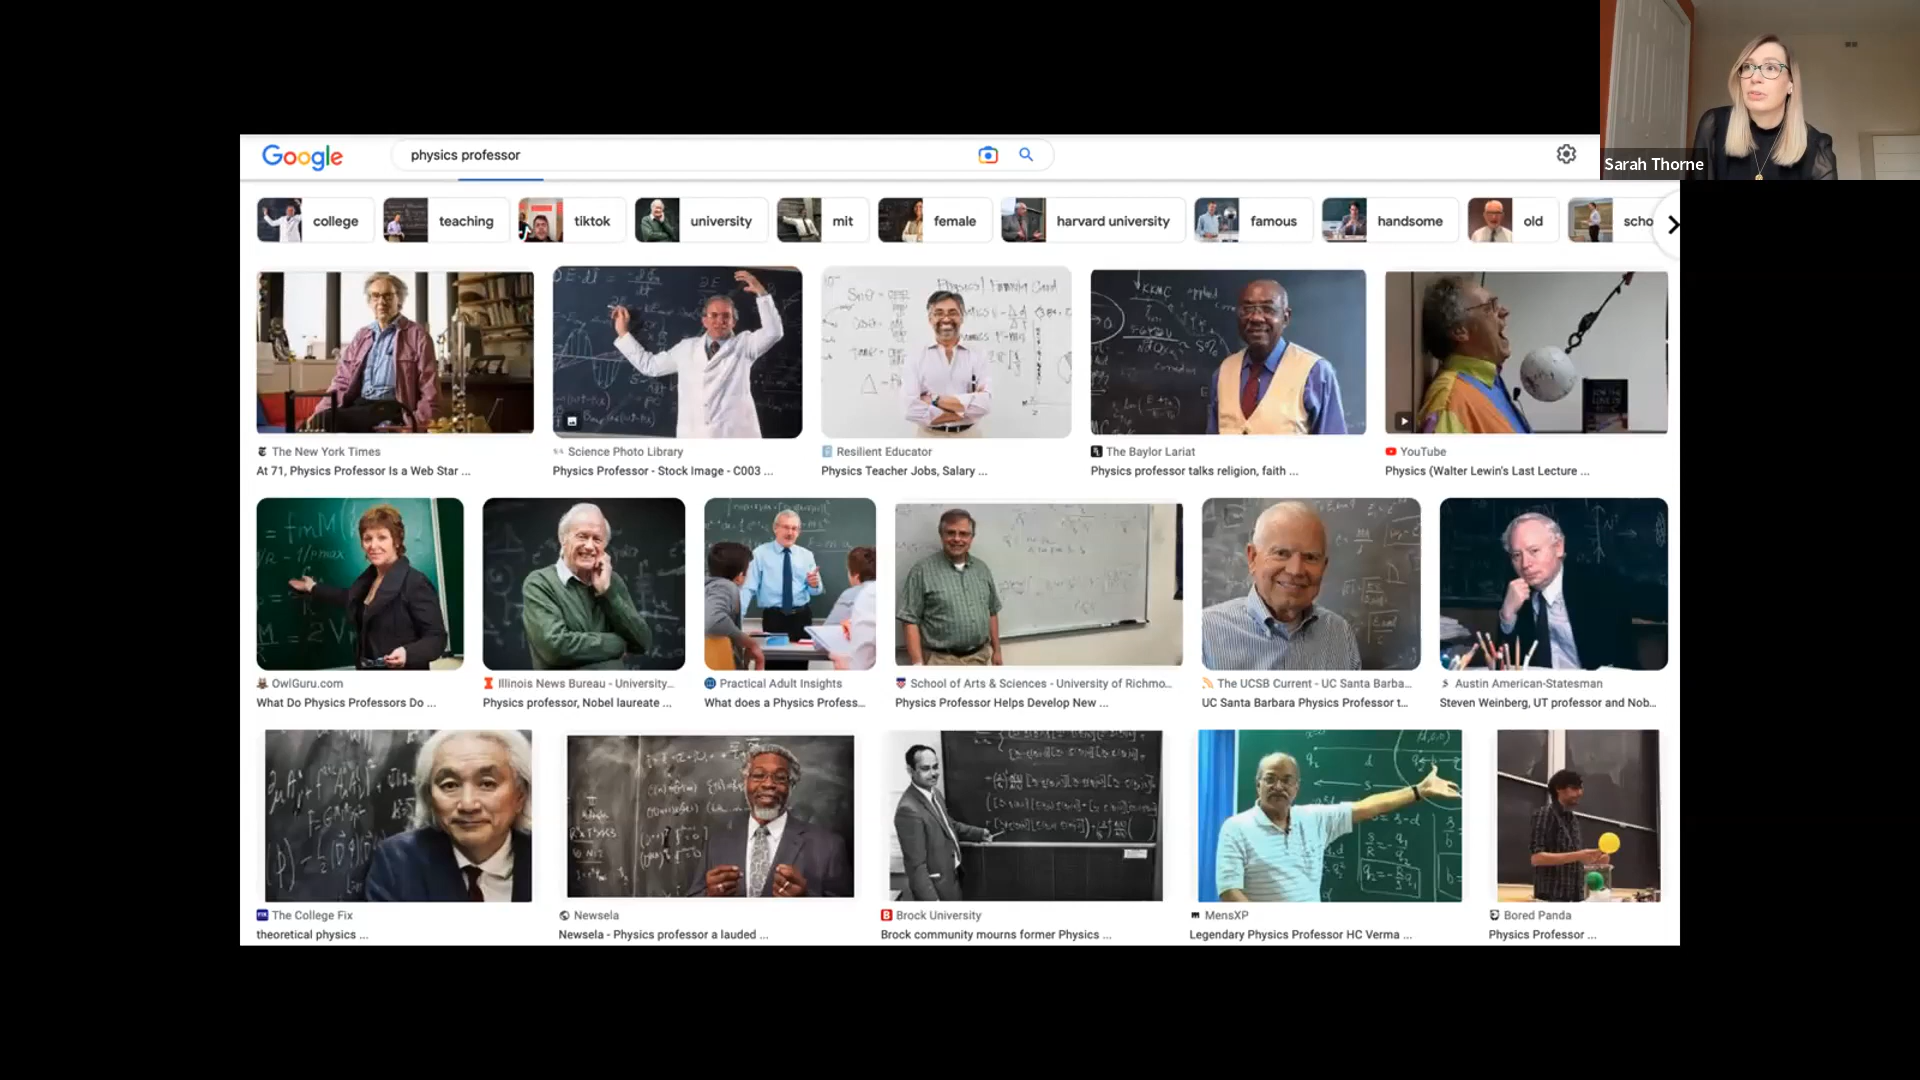 Google
physics professor
Sarah Thorne
college
teaching
tiktok
university
mit
female
harvard university
famous
handsome
old
scho
The New York Times
At 71, Physics Professor Is a Web Star ...
Science Photo Library
Physics Professor - Stock Image - C003 ...
Resilient Educator
Physics Teacher Jobs, Salary ...
The Baylor Lariat
Physics professor talks religion, faith ...
YouTube
Physics (Walter Lewin's Last Lecture ...
OwlGuru.com
What Do Physics Professors Do ...
Illinois News Bureau - University...
Physics professor, Nobel laureate ...
Practical Adult Insights
What does a Physics Profess...
School of Arts & Sciences - University of Richmo...
Physics Professor Helps Develop New ...
The UCSB Current - UC Santa Barba...
UC Santa Barbara Physics Professor t...
Austin American-Statesman
Steven Weinberg, UT professor and Nob...
The College Fix
theoretical physics ...
Newsela
Newsela - Physics professor a lauded ...
Brock University
Brock community mourns former Physics ...
MensXP
Legendary Physics Professor HC Verma ...
Bored Panda
Physics Professor ...